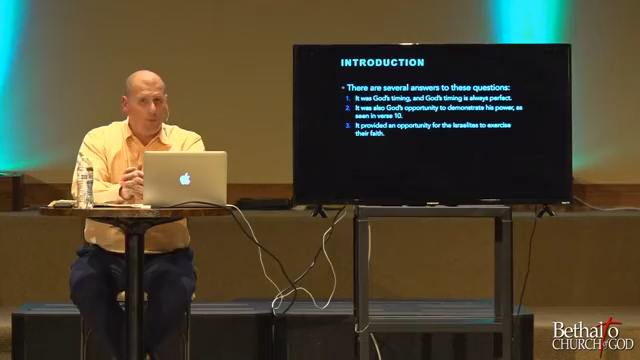 INTRODUCTION
• There are several answers to these questions:
1. It was God's timing, and God's timing is always perfect.
2. It was also God's opportunity to demonstrate his power, as
seen in verse 10.
3. It provided an opportunity for the Israelites to exercise
their faith.
Bethalto
CHURCH of GOD